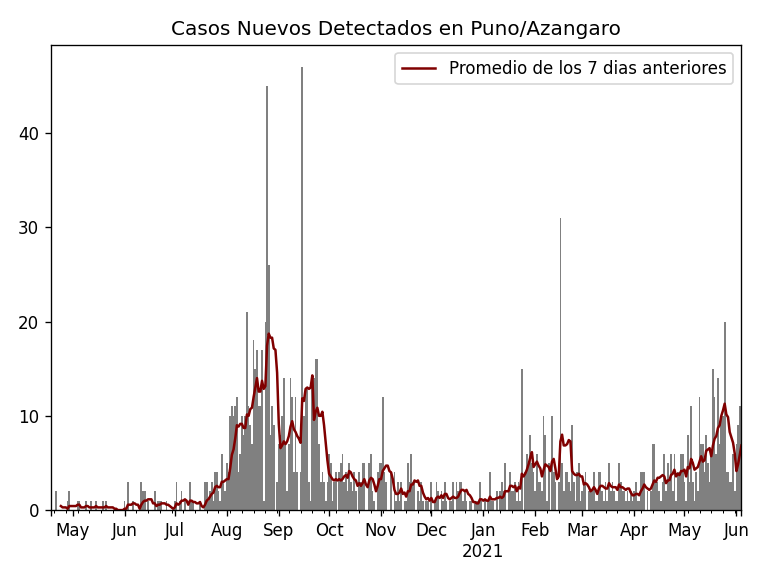 Casos Nuevos Detectados en Puno/Azangaro
Promedio de los 7 dias anteriores
40
30
20
10
0
May Jun Jul Aug Sep Oct Nov Dec Jan Feb Mar Apr May Jun
2021